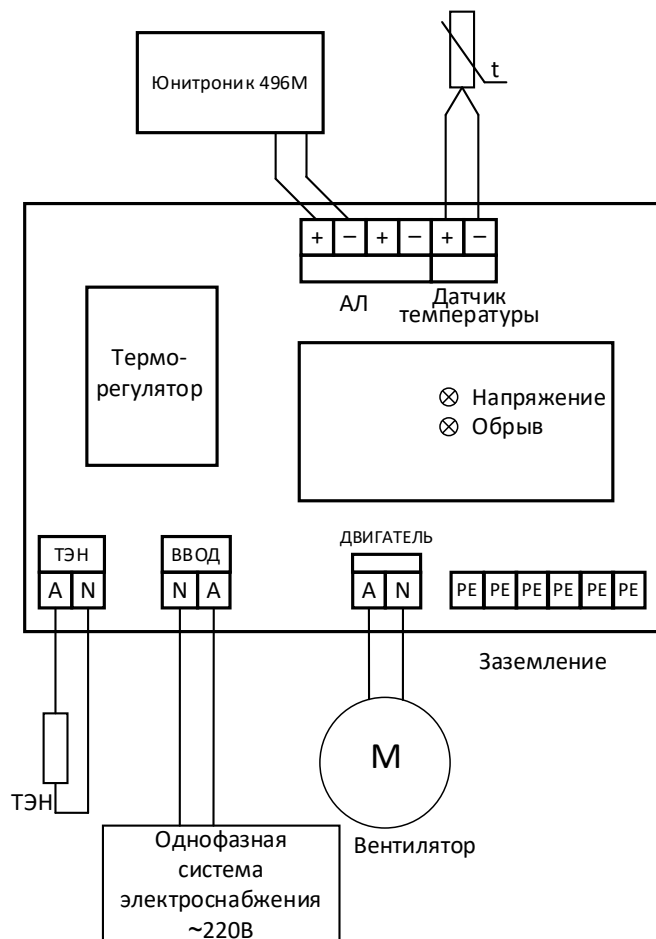 Юнитроник 496М
t
+ – + – + –
АЛ
Датчик
температуры
Термо-
регулятор
Напряжение
Обрыв
ТЭН
A N
ВВОД
N A
ДВИГАТЕЛЬ
A N
PE PE PE PE PE PE
Заземление
ТЭН
М
Вентилятор
Однофазная
система
электроснабжения
~220В